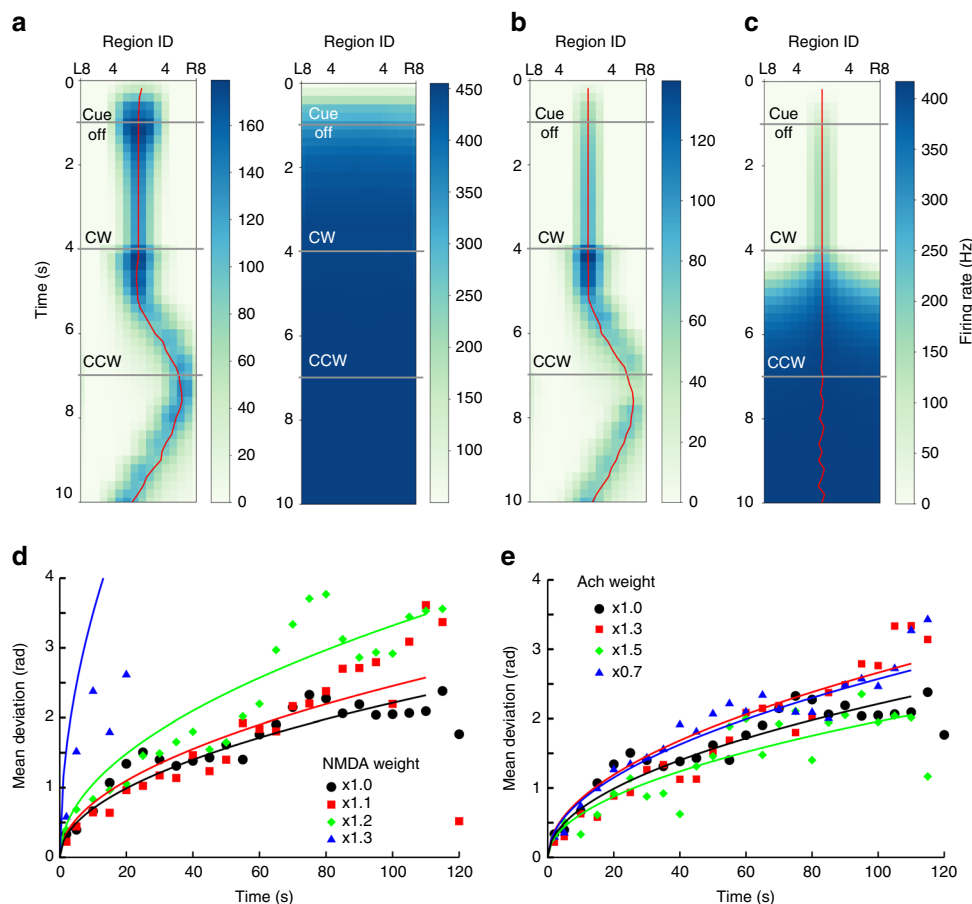 a
b
c
Region ID
Region ID
Region ID
Region ID
L8 4 4 R8
L8 4 4 R8
L8 4 4 R8
L8 4 4 R8
Time (s)
0
2
4
6
8
10
Cue
off
CW
CCW
160
140
120
100
80
60
40
20
0
0
2
4
6
8
10
Cue
off
CW
CCW
450
400
350
300
250
200
150
100
0
2
4
6
8
10
Cue
off
CW
CCW
120
100
80
60
40
20
0
0
2
4
6
8
10
Cue
off
CW
CCW
400
350
300
250
200
150
100
50
0
Firing rate (Hz)
d
Mean deviation (rad)
4
3
2
1
0
NMDA weight
x1.0
x1.1
x1.2
x1.3
0 20 40 60 80 100 120
Time (s)
e
Mean deviation (rad)
4
3
2
1
0
Ach weight
x1.0
x1.3
x1.5
x0.7
0 20 40 60 80 100 120
Time (s)